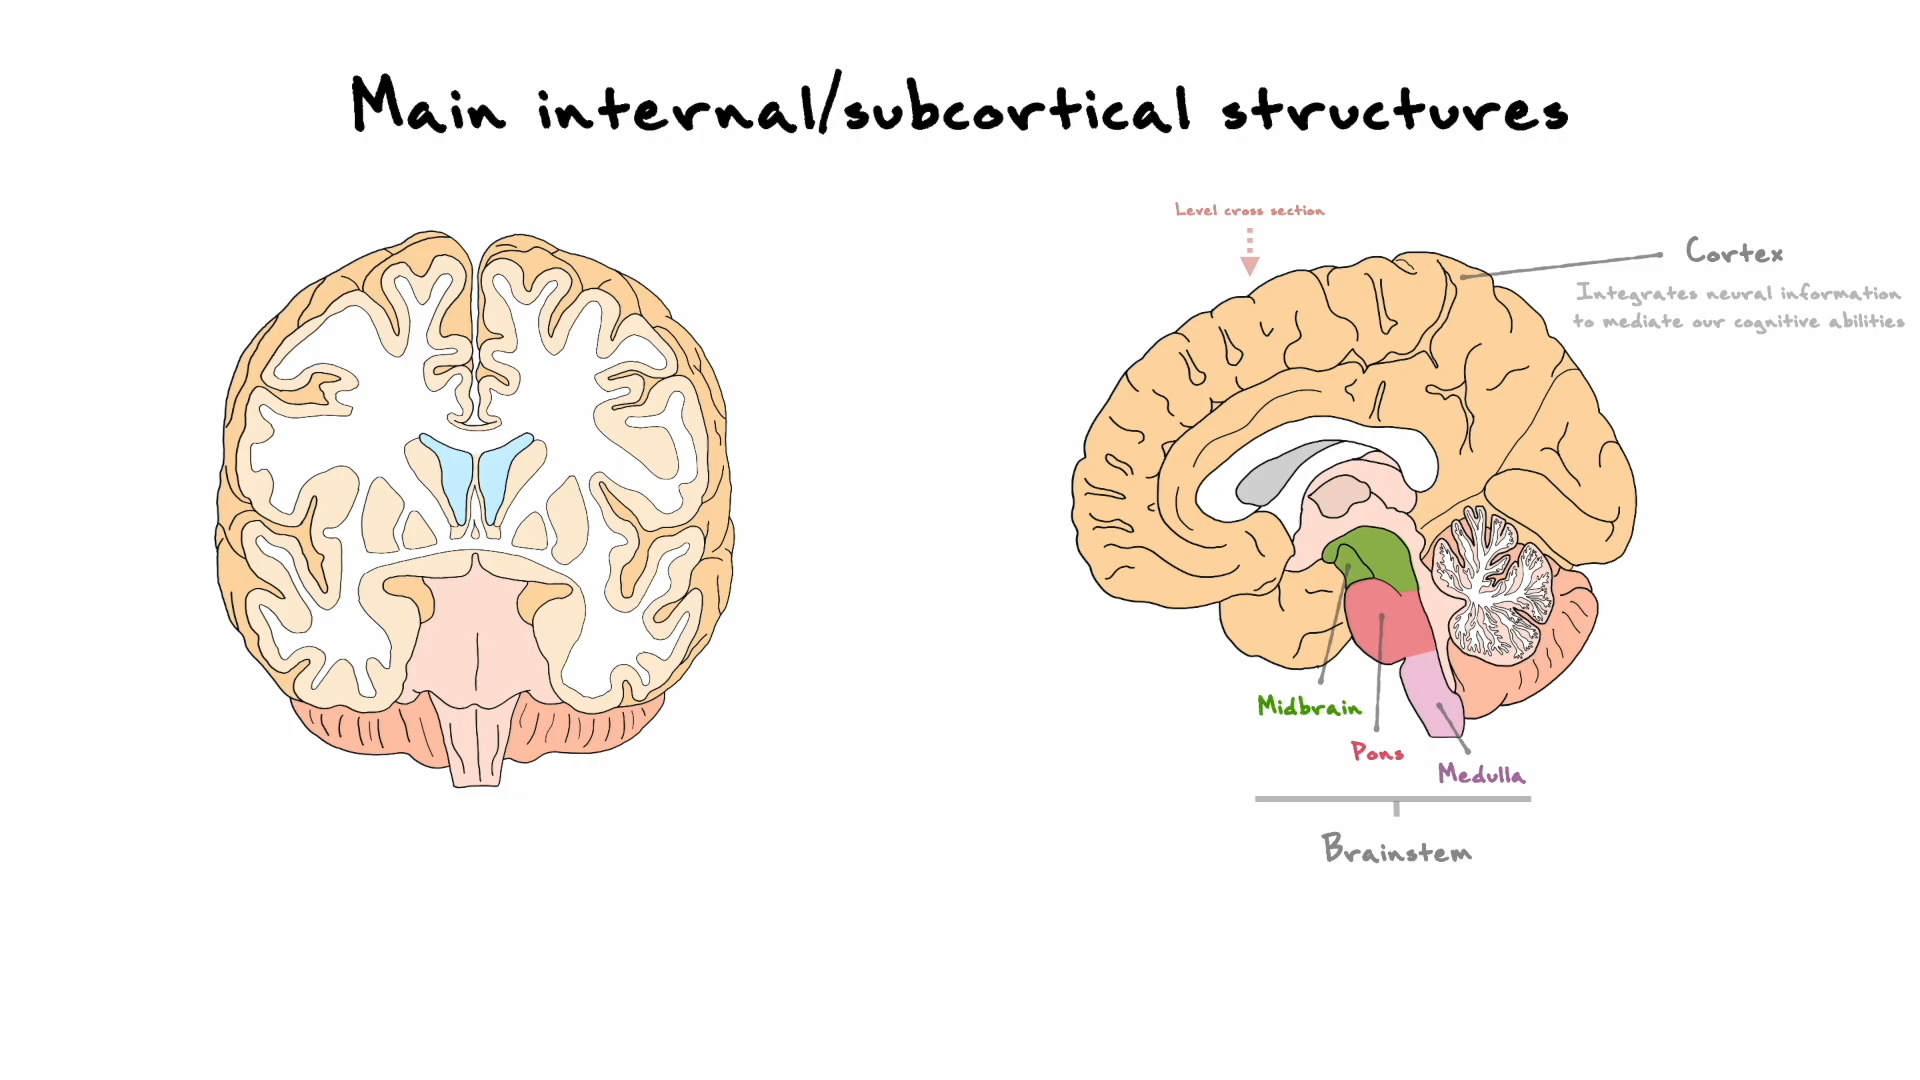 Main internal/subcortical structures
Level cross section
Cortex
Integrates neural information
to mediate our cognitive abilities
Midbrain
Pons
Medulla
Brainstem